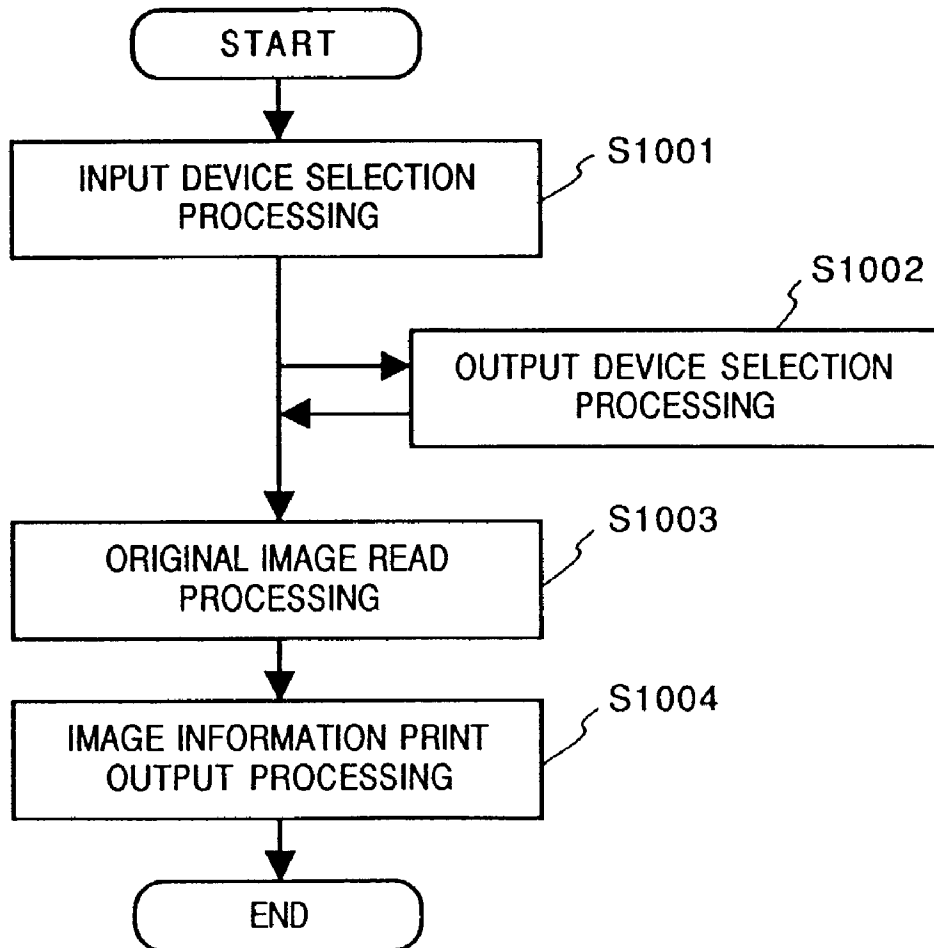 START
S1001
INPUT DEVICE SELECTION
PROCESSING
S1002
OUTPUT DEVICE SELECTION
PROCESSING
S1003
ORIGINAL IMAGE READ
PROCESSING
S1004
IMAGE INFORMATION PRINT
OUTPUT PROCESSING
END